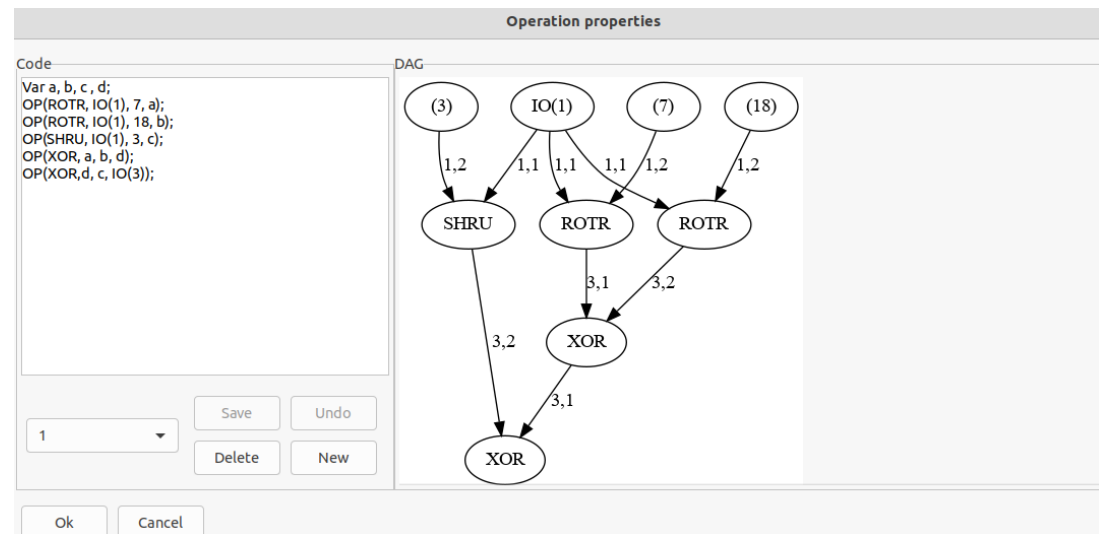 Operation properties
Code
DAG
Var a, b, c , d;
OP(ROTR, IO(1), 7, a);
OP(ROTR, IO(1), 18, b);
OP(SHRU, IO(1), 3, c);
OP(XOR, a, b, d);
OP(XOR,d, c, IO(3));
(3)
IO(1)
(7)
(18)
1,2
1,1
1,1
1,1
1,2
1,2
SHRU
ROTR
ROTR
3,1
3,2
3,2
XOR
3,1
XOR
1
Save
Undo
Delete
New
Ok
Cancel